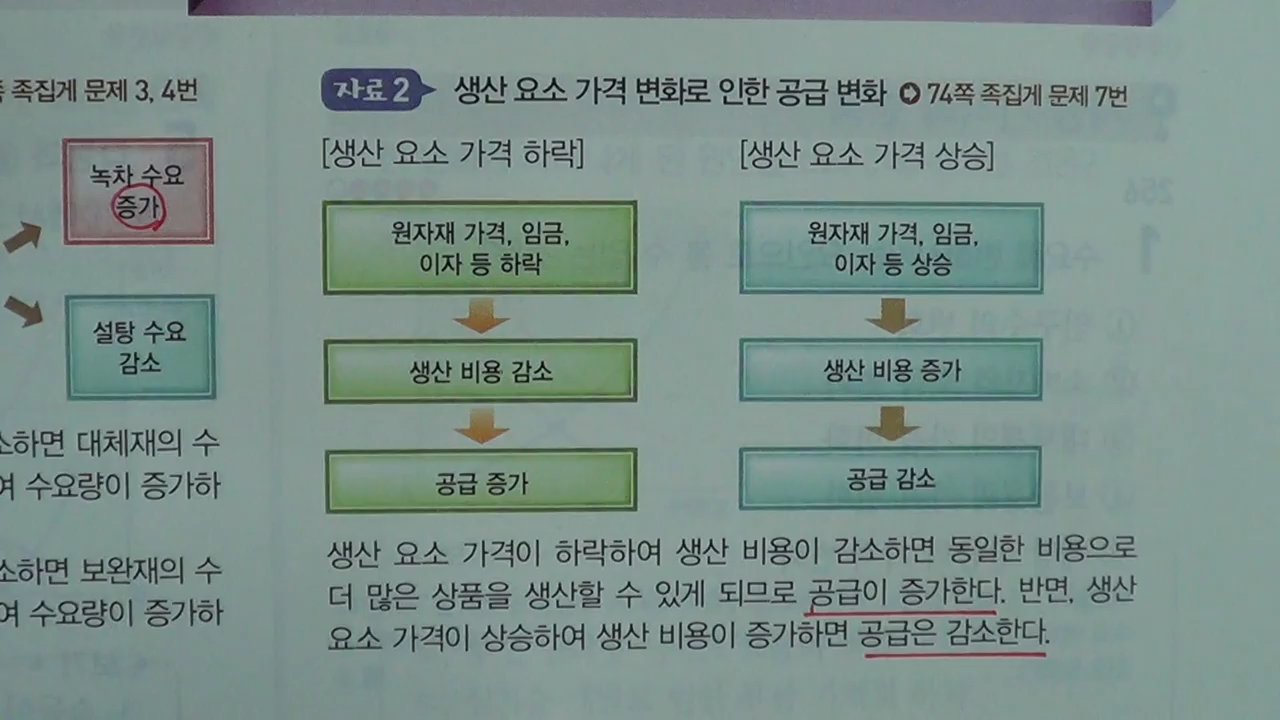 족집게 문제 3, 4번
녹차 수요
증가
설탕 수요
감소
소하면 대체재의 수
여 수요량이 증가하
소하면 보완재의 수
여 수요량이 증가하
자료 2 생산 요소 가격 변화로 인한 공급 변화 ➲ 74쪽 족집게 문제 7번
[생산 요소 가격 하락]
원자재 가격, 임금,
이자 등 하락
생산 비용 감소
공급 증가
[생산 요소 가격 상승]
원자재 가격, 임금,
이자 등 상승
생산 비용 증가
공급 감소
생산 요소 가격이 하락하여 생산 비용이 감소하면 동일한 비용으로
더 많은 상품을 생산할 수 있게 되므로 공급이 증가한다. 반면, 생산
요소 가격이 상승하여 생산 비용이 증가하면 공급은 감소한다.